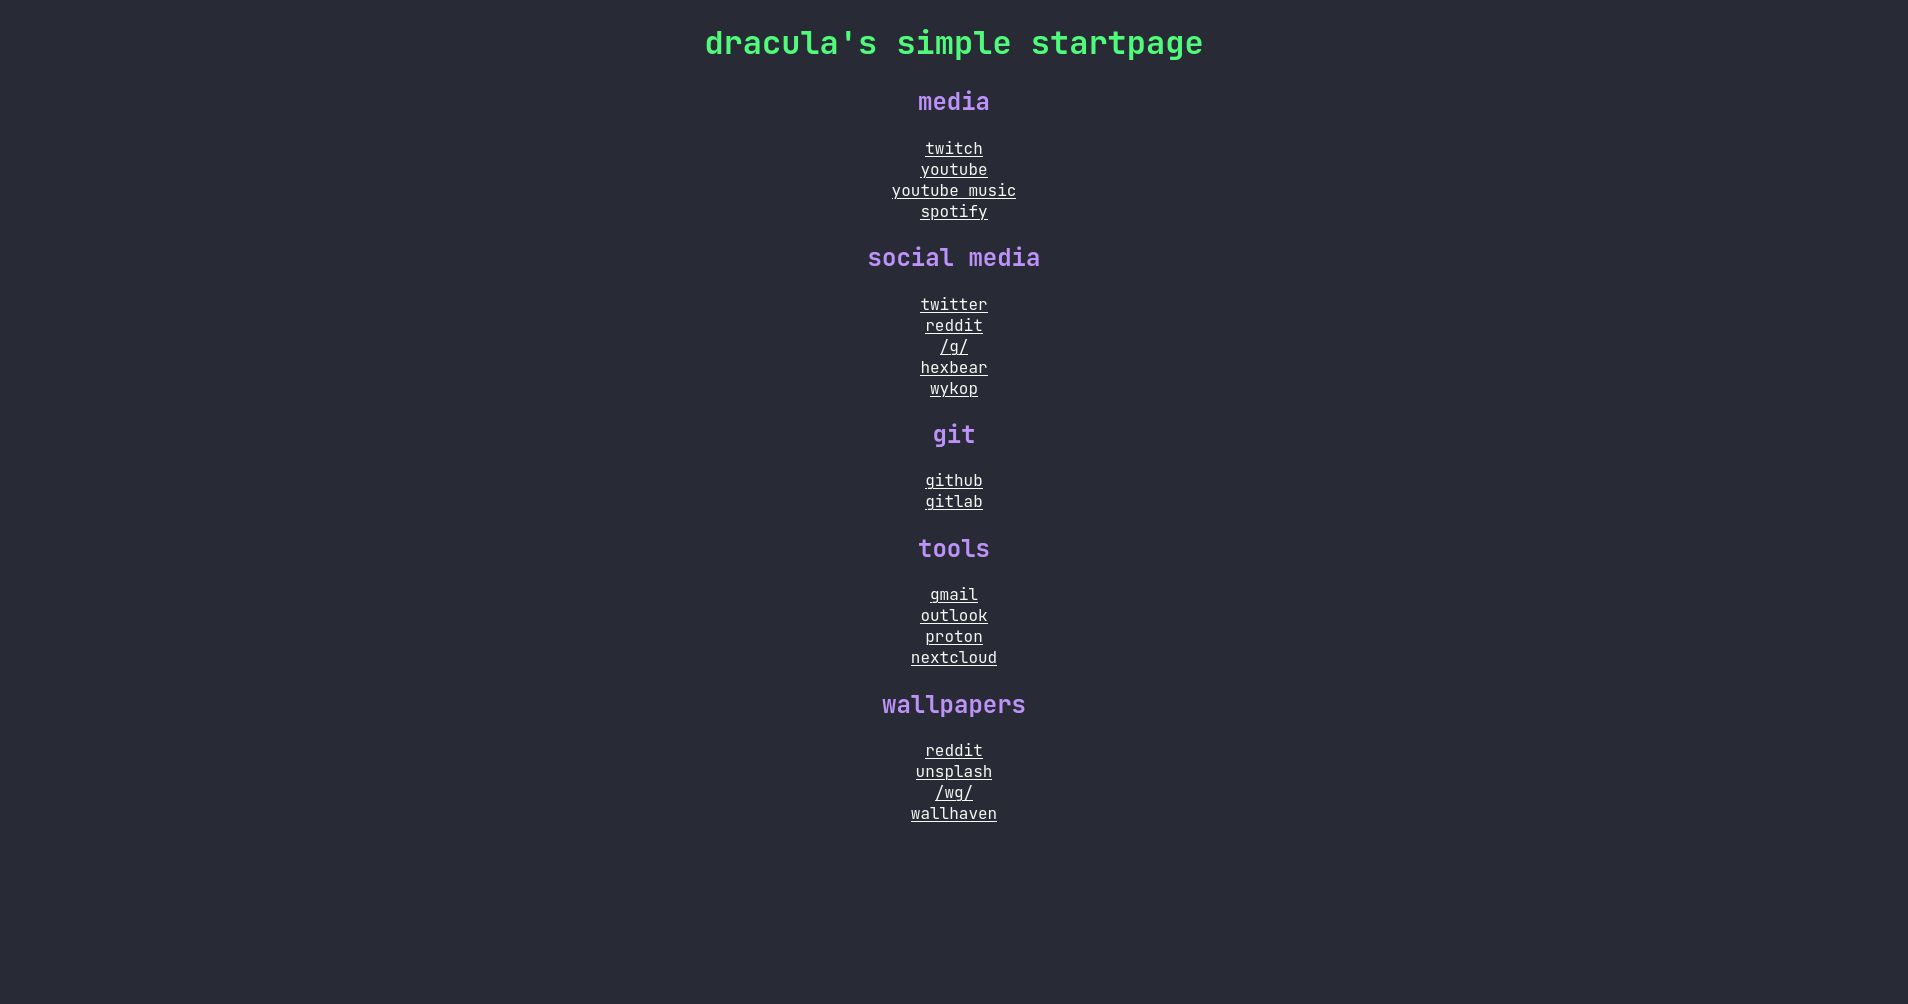 dracula's simple startpage
media
twitch
youtube
youtube music
spotify
social media
twitter
reddit
/g/
hexbear
wykop
git
github
gitlab
tools
gmail
outlook
proton
nextcloud
wallpapers
reddit
unsplash
/wg/
wallhaven